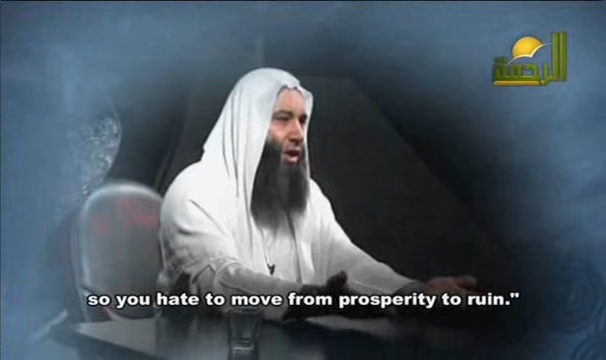 الرحمة
so you hate to move from prosperity to ruin."